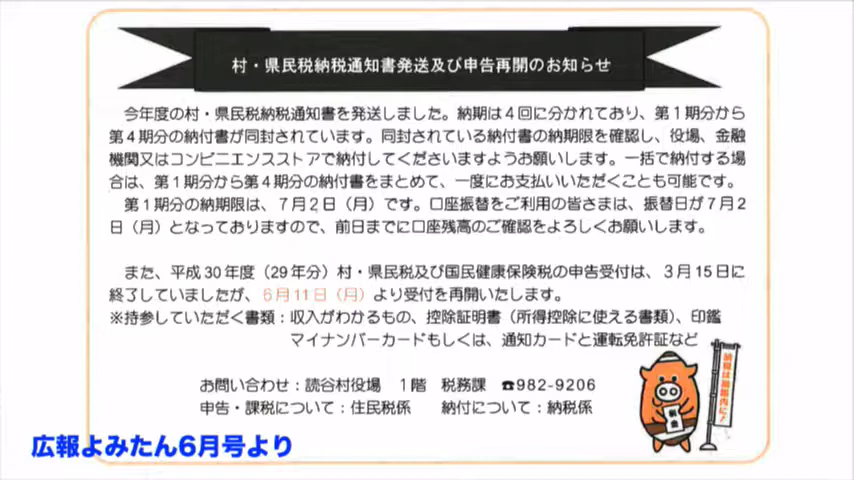 村・県民税納税通知書発送及び申告再開のお知らせ
今年度の村・県民税納税通知書を発送しました。納期は４回に分かれており、第１期分から
第４期分の納付書が同封されています。同封されている納付書の納期限を確認し、役場、金融
機関又はコンビニエンスストアで納付してくださいますようお願いします。一括で納付する場
合は、第１期分から第４期分の納付書をまとめて、一度にお支払いいただくことも可能です。
第１期分の納期限は、７月２日（月）です。口座振替をご利用の皆さまは、振替日が７月２
日（月）となっておりますので、前日までに口座残高のご確認をよろしくお願いします。
また、平成30年度（29年分）村・県民税及び国民健康保険税の申告受付は、３月15日に
終了していましたが、６月11日（月）より受付を再開いたします。
※持参していただく書類：収入がわかるもの、控除証明書（所得控除に使える書類）、印鑑
マイナンバーカードもしくは、通知カードと運転免許証など
お問い合わせ：読谷村役場　１階　税務課　☎982-9206
申告・課税について：住民税係　納付について：納税係
納税は期限内に！
税金
広報よみたん6月号より